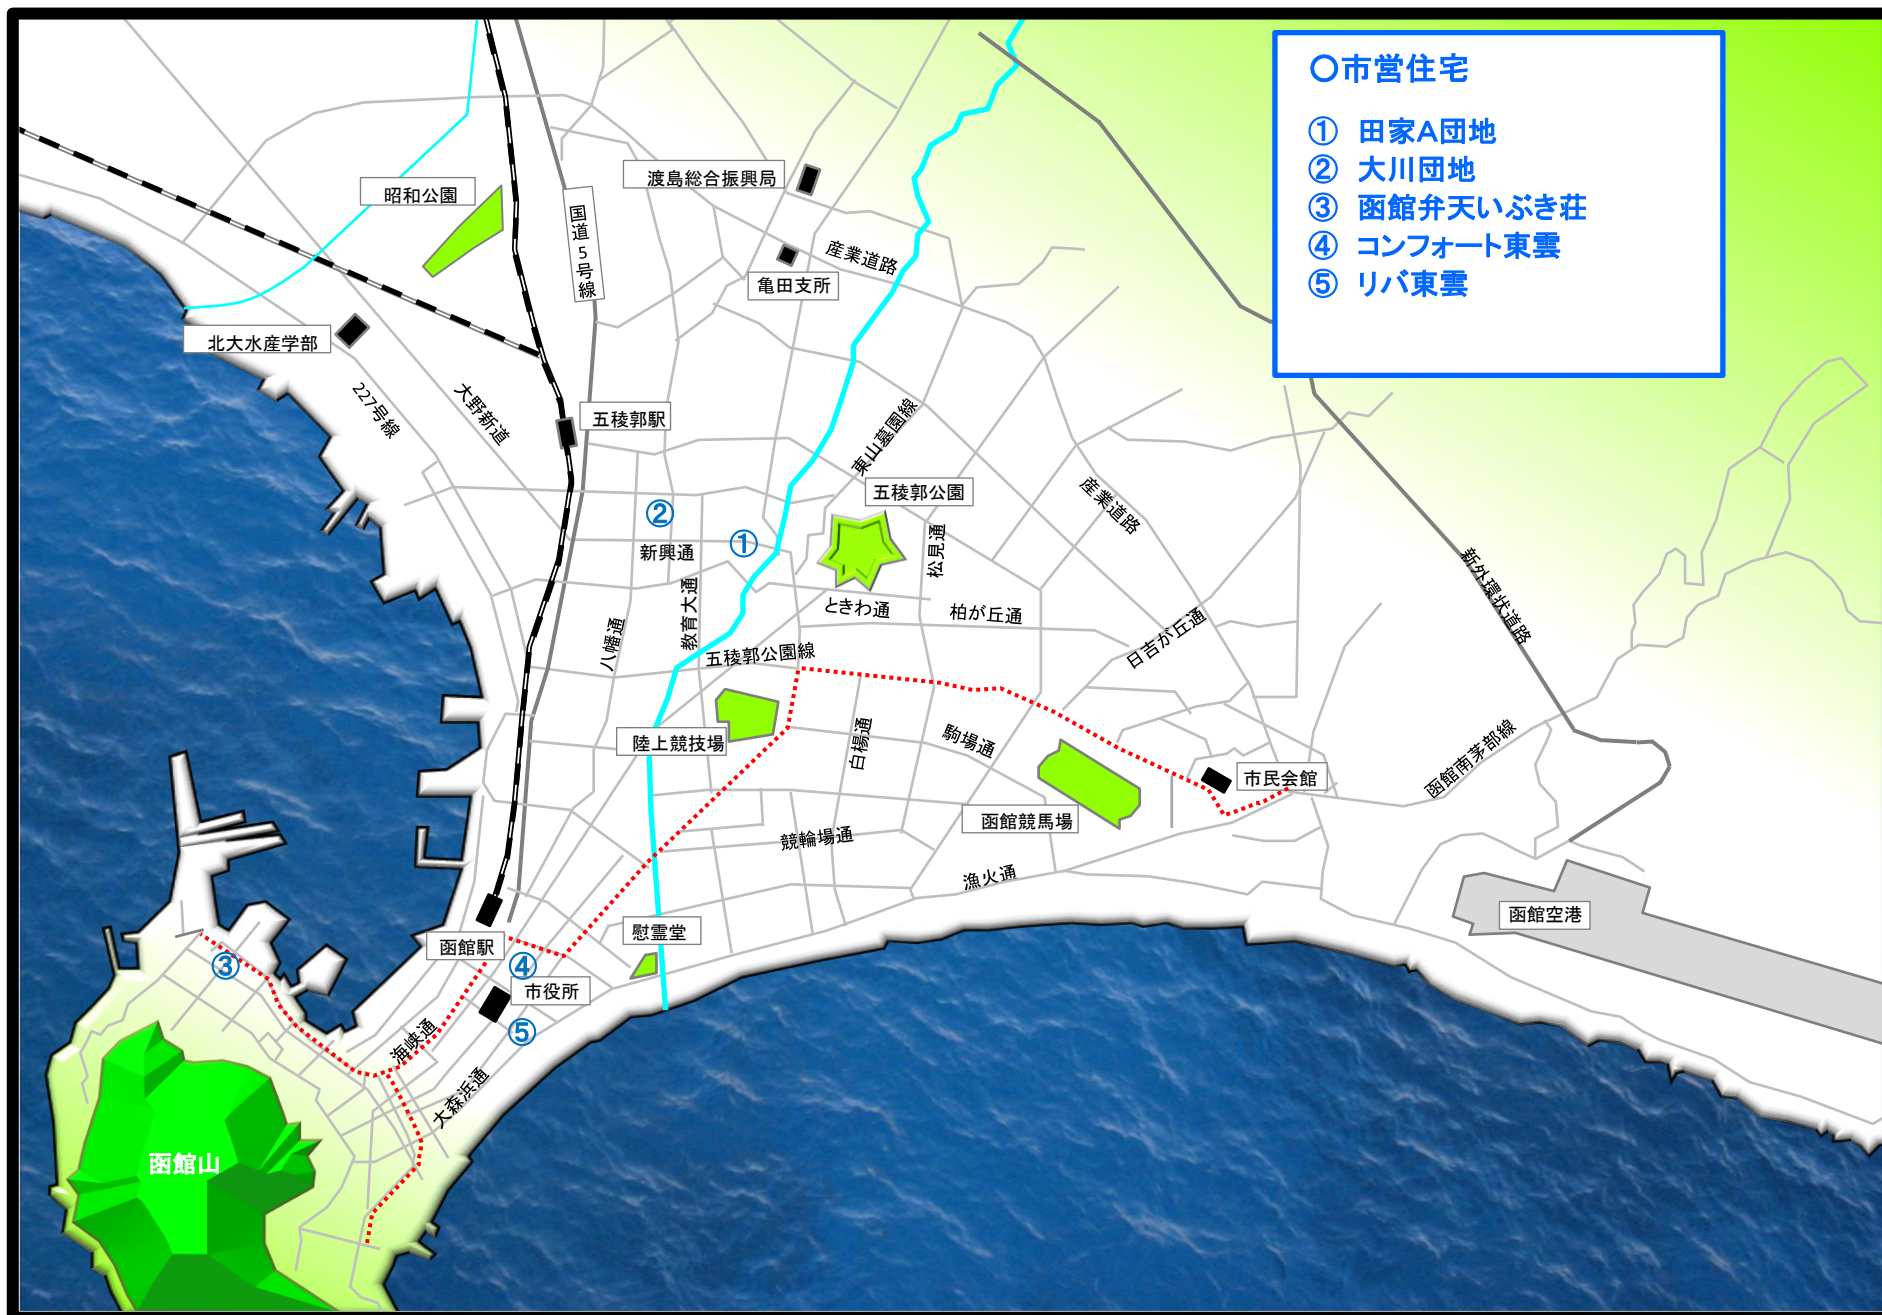 ○市営住宅
① 田家A団地
② 大川団地
③ 函館弁天いぶき荘
④ コンフォート東雲
⑤ リバ東雲
渡島総合振興局
昭和公園
国道5号線
産業道路
亀田支所
北大水産学部
227号線
大野新道
五稜郭駅
東山墓園線
五稜郭公園
産業道路
②
①
新興通
松見通
新外環状道路
教育大通
ときわ通
柏が丘通
八幡通
日吉が丘通
五稜郭公園線
陸上競技場
白楊通
駒場通
函館南茅部線
市民会館
函館競馬場
競輪場通
漁火通
函館空港
慰霊堂
函館駅
③
④
市役所
⑤
海峡通
大森浜通
函館山